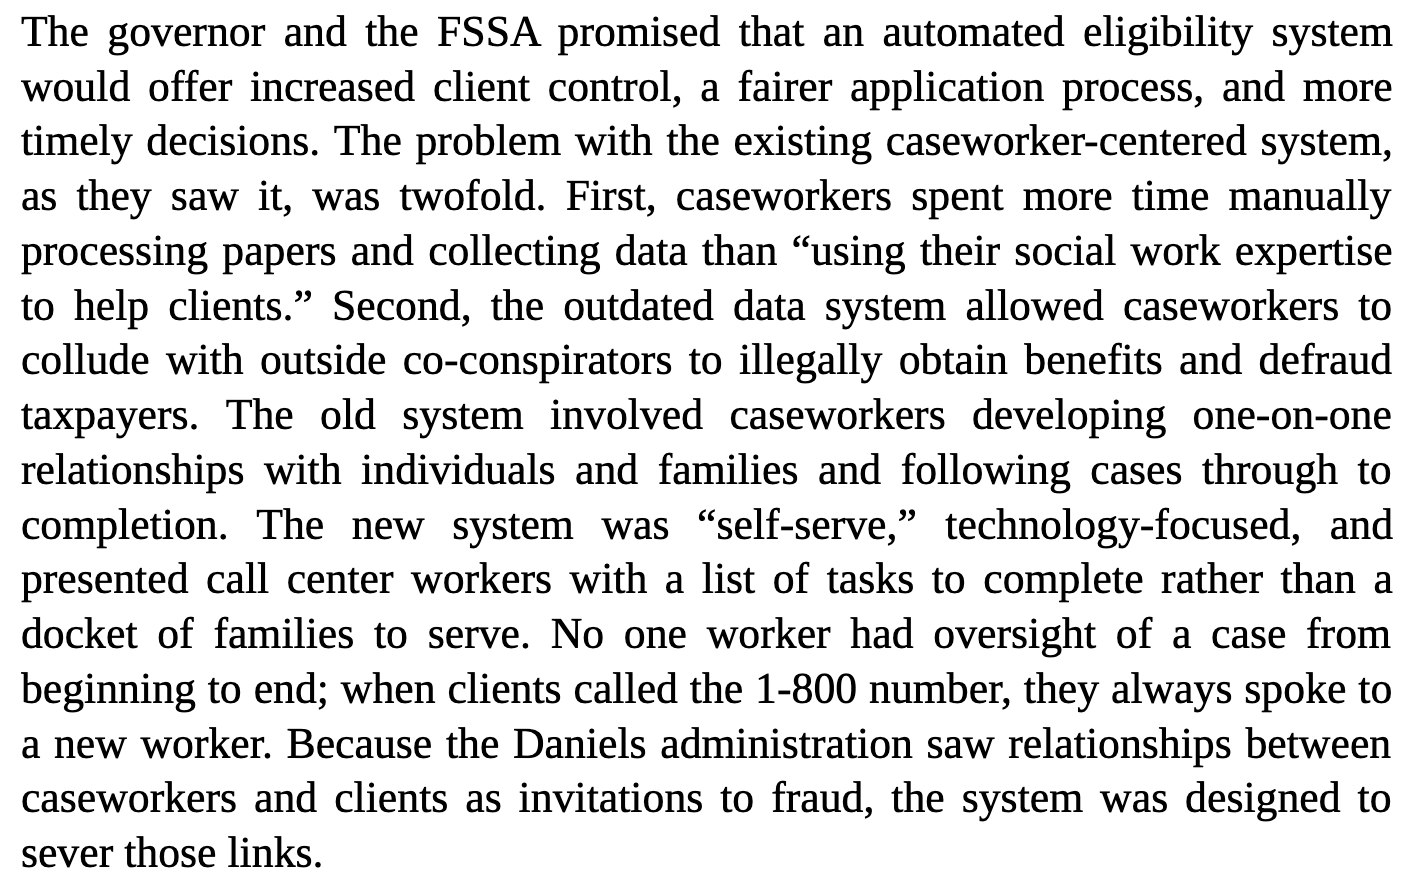 The governor and the FSSA promised that an automated eligibility system
would offer increased client control, a fairer application process, and more
timely decisions. The problem with the existing caseworker-centered system,
as they saw it, was twofold. First, caseworkers spent more time manually
processing papers and collecting data than “using their social work expertise
to help clients.” Second, the outdated data system allowed caseworkers to
collude with outside co-conspirators to illegally obtain benefits and defraud
taxpayers. The old system involved caseworkers developing one-on-one
relationships with individuals and families and following cases through to
completion. The new system was “self-serve,” technology-focused, and
presented call center workers with a list of tasks to complete rather than a
docket of families to serve. No one worker had oversight of a case from
beginning to end; when clients called the 1-800 number, they always spoke to
a new worker. Because the Daniels administration saw relationships between
caseworkers and clients as invitations to fraud, the system was designed to
sever those links.